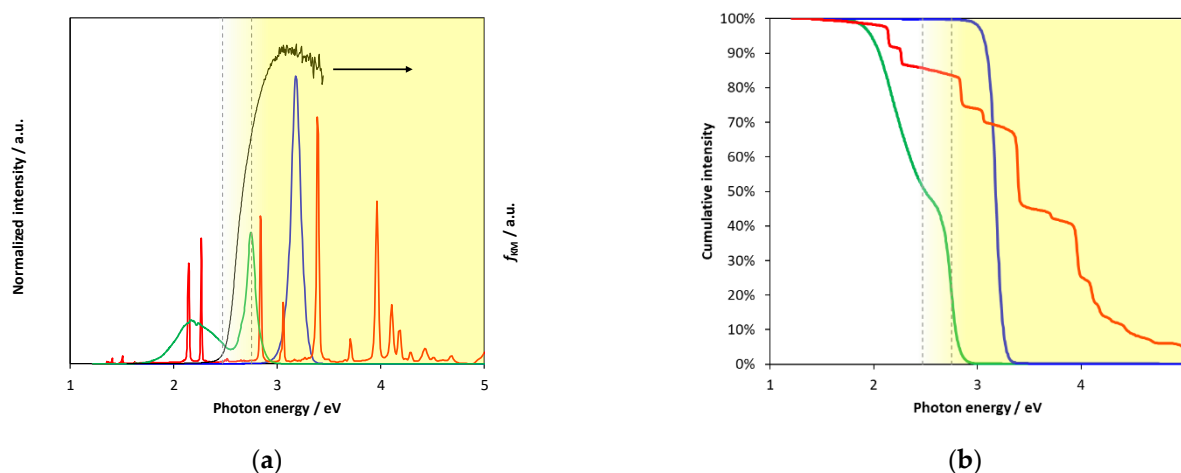 Normalized intensity / a.u.
1
2
3
4
5
Photon energy / eV
f_KM / a.u.
(a)
100%
90%
80%
70%
60%
50%
40%
30%
20%
10%
0%
Cumulative intensity
1
2
3
4
Photon energy / eV
(b)